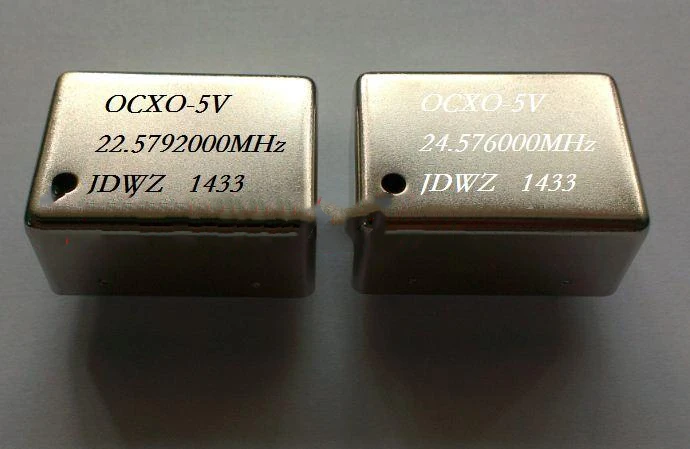 OCXO-5V
22.5792000MHz
JDWZ 1433
OCXO-5V
24.576000MHz
JDWZ 1433